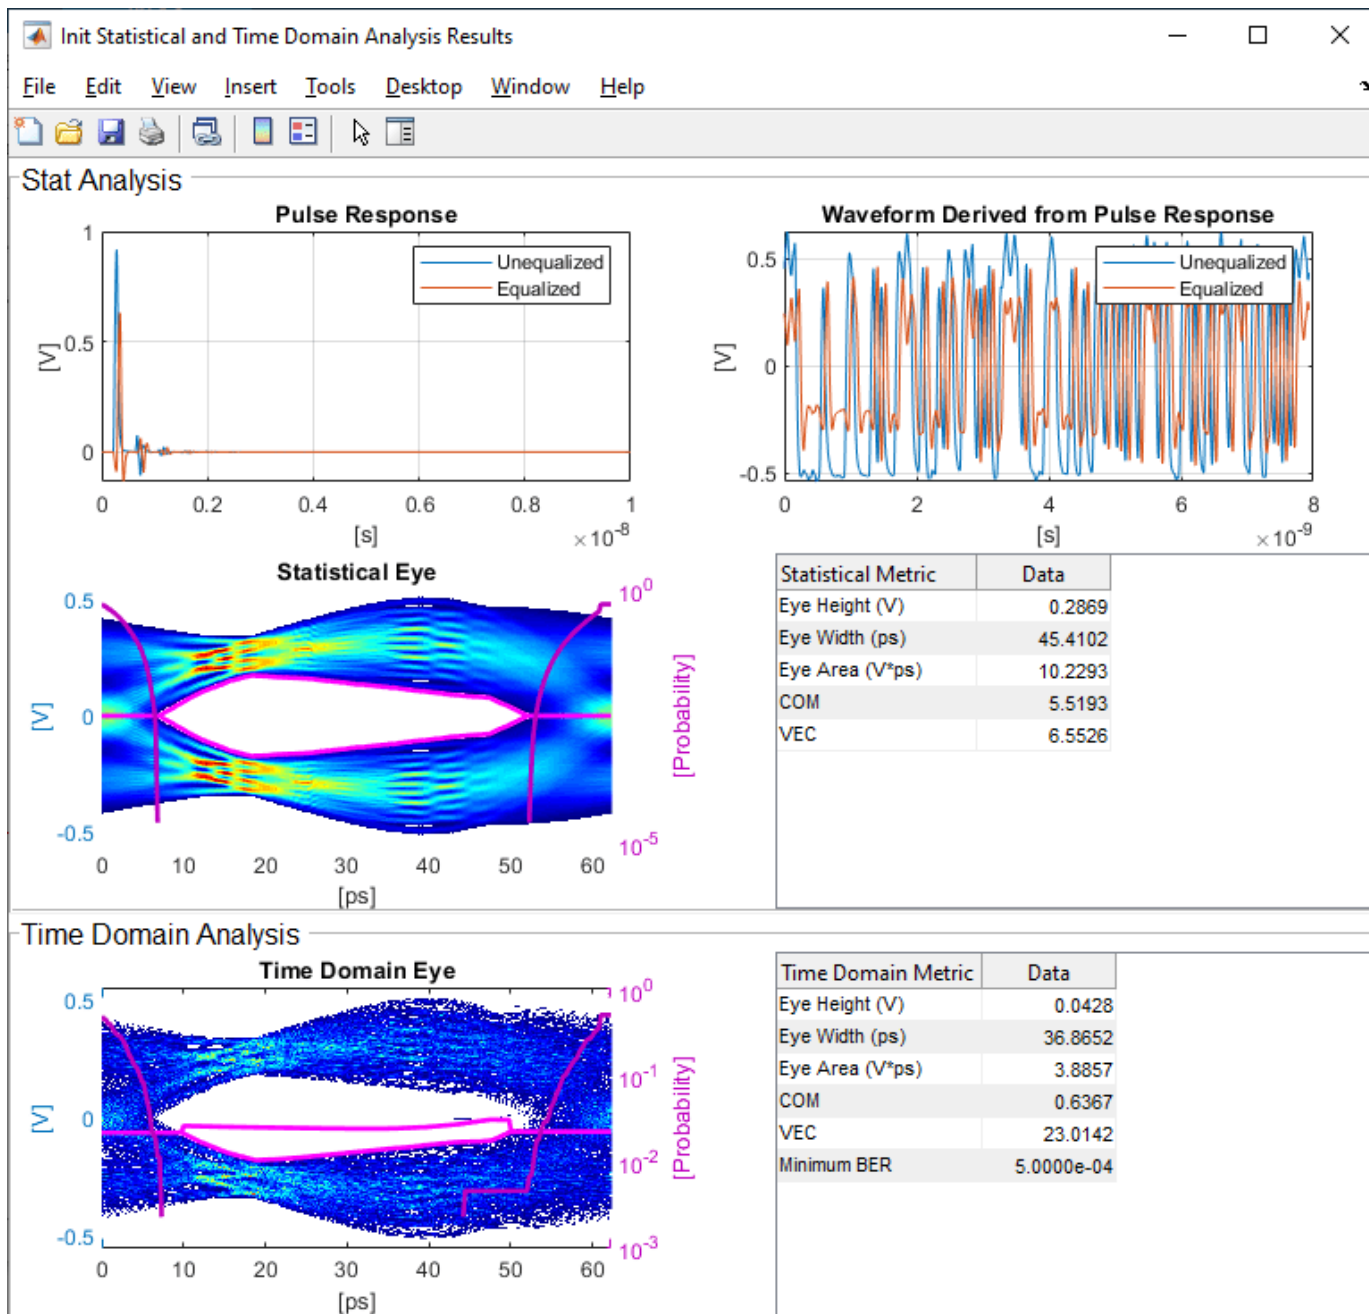 Init Statistical and Time Domain Analysis Results
File Edit View Insert Tools Desktop Window Help
Stat Analysis
Pulse Response
1
0.5
0
[V]
Unequalized
Equalized
0 0.2 0.4 0.6 0.8 1
[s] ×10^-8
Waveform Derived from Pulse Response
0.5
0
-0.5
[V]
Unequalized
Equalized
0 2 4 6 8
[s] ×10^-9
Statistical Eye
0.5
0
-0.5
[V]
10^0
10^-5
[Probability]
0 10 20 30 40 50 60
[ps]
Statistical Metric Data
Eye Height (V) 0.2869
Eye Width (ps) 45.4102
Eye Area (V*ps) 10.2293
COM 5.5193
VEC 6.5526
Time Domain Analysis
Time Domain Eye
0.5
0
-0.5
[V]
10^0
10^-1
10^-2
10^-3
[Probability]
0 10 20 30 40 50 60
[ps]
Time Domain Metric Data
Eye Height (V) 0.0428
Eye Width (ps) 36.8652
Eye Area (V*ps) 3.8857
COM 0.6367
VEC 23.0142
Minimum BER 5.0000e-04